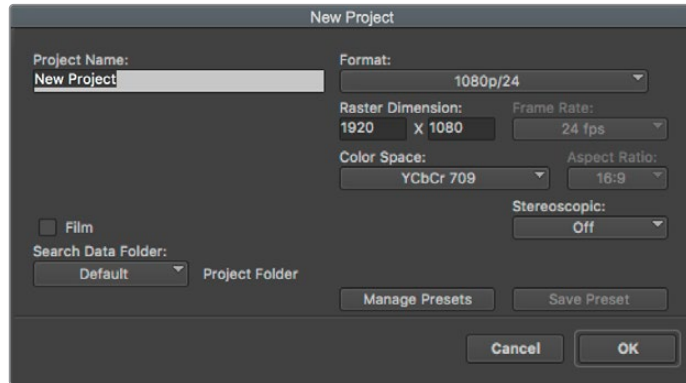 New Project
Project Name:
New Project
Format:
1080p/24
Raster Dimension:
1920 X 1080
Frame Rate:
24 fps
Color Space:
YCbCr 709
Aspect Ratio:
16:9
Stereoscopic:
Off
Film
Search Data Folder:
Default
Project Folder
Manage Presets
Save Preset
Cancel
OK